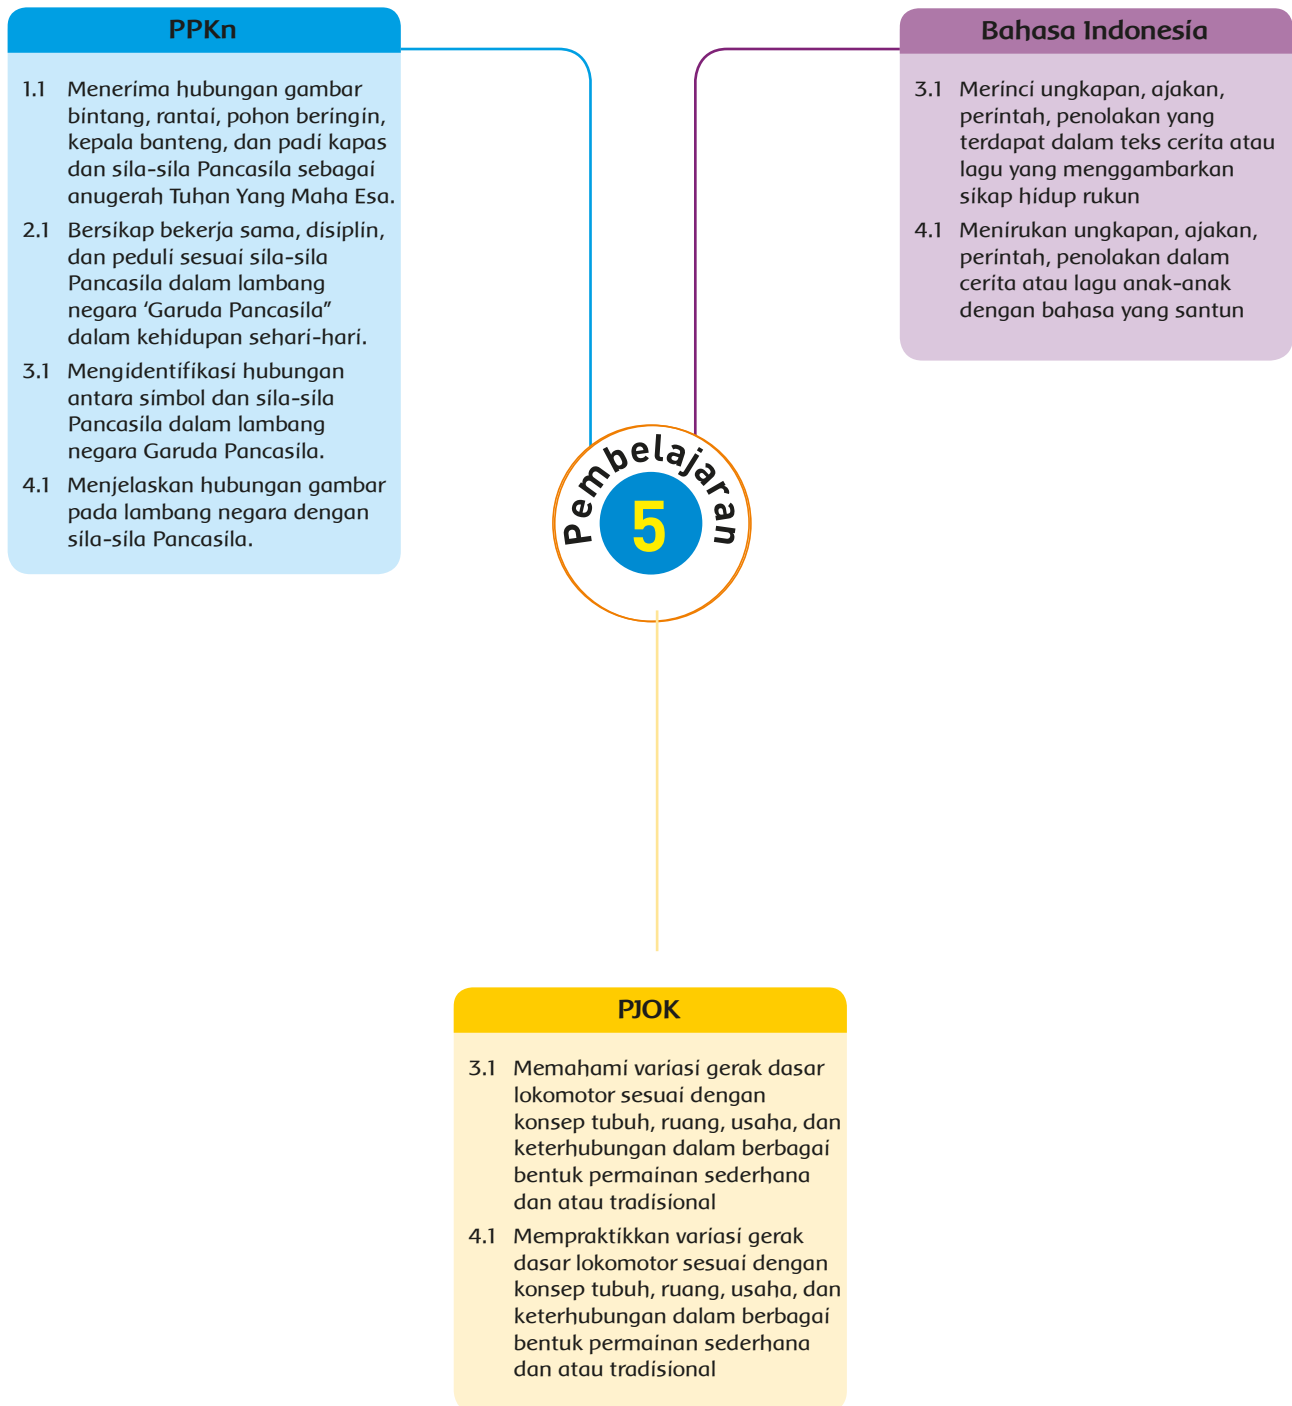 PPKn
1.1 Menerima hubungan gambar
bintang, rantai, pohon beringin,
kepala banteng, dan padi kapas
dan sila-sila Pancasila sebagai
anugerah Tuhan Yang Maha Esa.
2.1 Bersikap bekerja sama, disiplin,
dan peduli sesuai sila-sila
Pancasila dalam lambang
negara ‘Garuda Pancasila”
dalam kehidupan sehari-hari.
3.1 Mengidentifikasi hubungan
antara simbol dan sila-sila
Pancasila dalam lambang
negara Garuda Pancasila.
4.1 Menjelaskan hubungan gambar
pada lambang negara dengan
sila-sila Pancasila.
Bahasa Indonesia
3.1 Merinci ungkapan, ajakan,
perintah, penolakan yang
terdapat dalam teks cerita atau
lagu yang menggambarkan
sikap hidup rukun
4.1 Menirukan ungkapan, ajakan,
perintah, penolakan dalam
cerita atau lagu anak-anak
dengan bahasa yang santun
Pembelajaran
5
PJOK
3.1 Memahami variasi gerak dasar
lokomotor sesuai dengan
konsep tubuh, ruang, usaha, dan
keterhubungan dalam berbagai
bentuk permainan sederhana
dan atau tradisional
4.1 Mempraktikkan variasi gerak
dasar lokomotor sesuai dengan
konsep tubuh, ruang, usaha, dan
keterhubungan dalam berbagai
bentuk permainan sederhana
dan atau tradisional